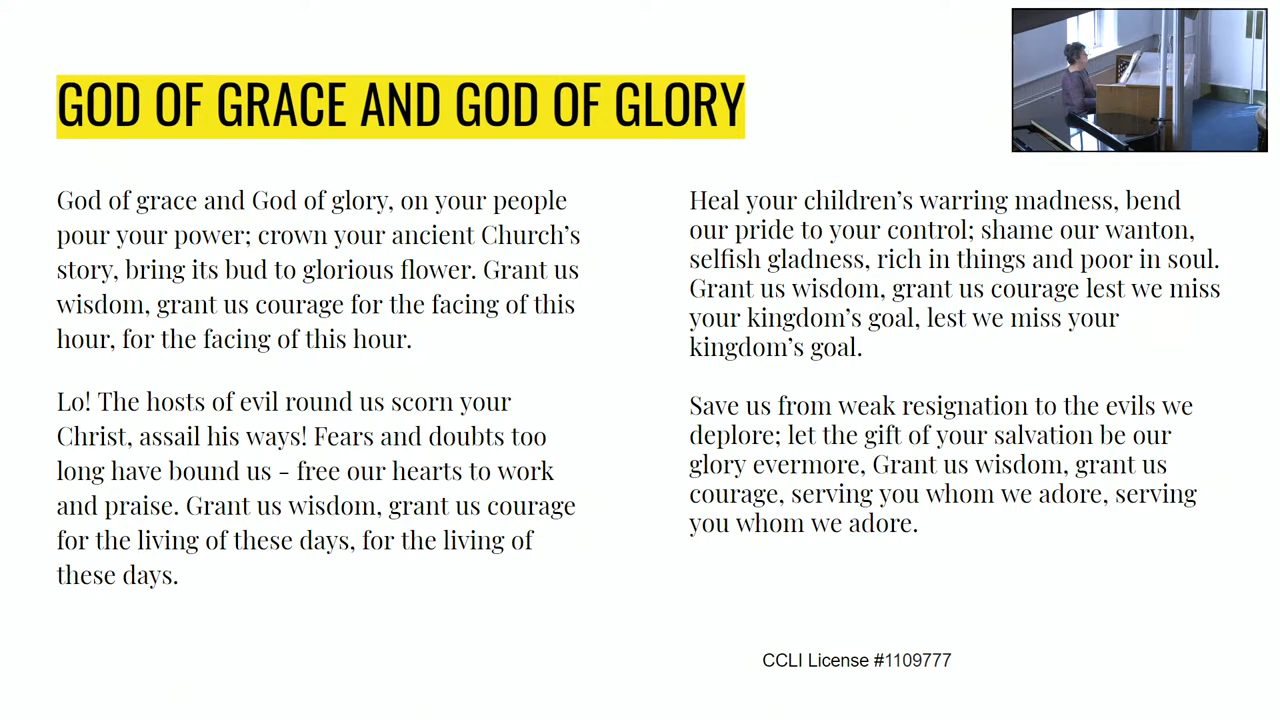 GOD OF GRACE AND GOD OF GLORY
God of grace and God of glory, on your people
pour your power; crown your ancient Church’s
story, bring its bud to glorious flower. Grant us
wisdom, grant us courage for the facing of this
hour, for the facing of this hour.
Lo! The hosts of evil round us scorn your
Christ, assail his ways! Fears and doubts too
long have bound us - free our hearts to work
and praise. Grant us wisdom, grant us courage
for the living of these days, for the living of
these days.
Heal your children’s warring madness, bend
our pride to your control; shame our wanton,
selfish gladness, rich in things and poor in soul.
Grant us wisdom, grant us courage lest we miss
your kingdom’s goal, lest we miss your
kingdom’s goal.
Save us from weak resignation to the evils we
deplore; let the gift of your salvation be our
glory evermore, Grant us wisdom, grant us
courage, serving you whom we adore, serving
you whom we adore.
CCLI License #1109777